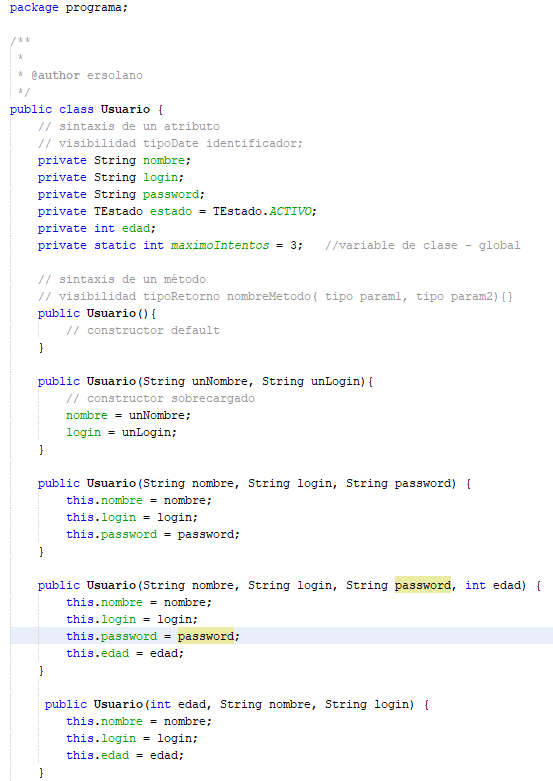 package programa;
/**
 *
 * @author ersolano
 */
public class Usuario {
    // sintaxis de un atributo
    // visibilidad tipoDate identificador;
    private String nombre;
    private String login;
    private String password;
    private TEstado estado = TEstado.ACTIVO;
    private int edad;
    private static int maximoIntentos = 3;   //variable de clase - global
    // sintaxis de un método
    // visibilidad tipoRetorno nombreMetodo( tipo param1, tipo param2){}
    public Usuario(){
        // constructor default
    }
    public Usuario(String unNombre, String unLogin){
        // constructor sobrecargado
        nombre = unNombre;
        login = unLogin;
    }
    public Usuario(String nombre, String login, String password) {
        this.nombre = nombre;
        this.login = login;
        this.password = password;
    }
    public Usuario(String nombre, String login, String password, int edad) {
        this.nombre = nombre;
        this.login = login;
        this.password = password;
        this.edad = edad;
    }
     public Usuario(int edad, String nombre, String login) {
        this.nombre = nombre;
        this.login = login;
        this.edad = edad;
    }